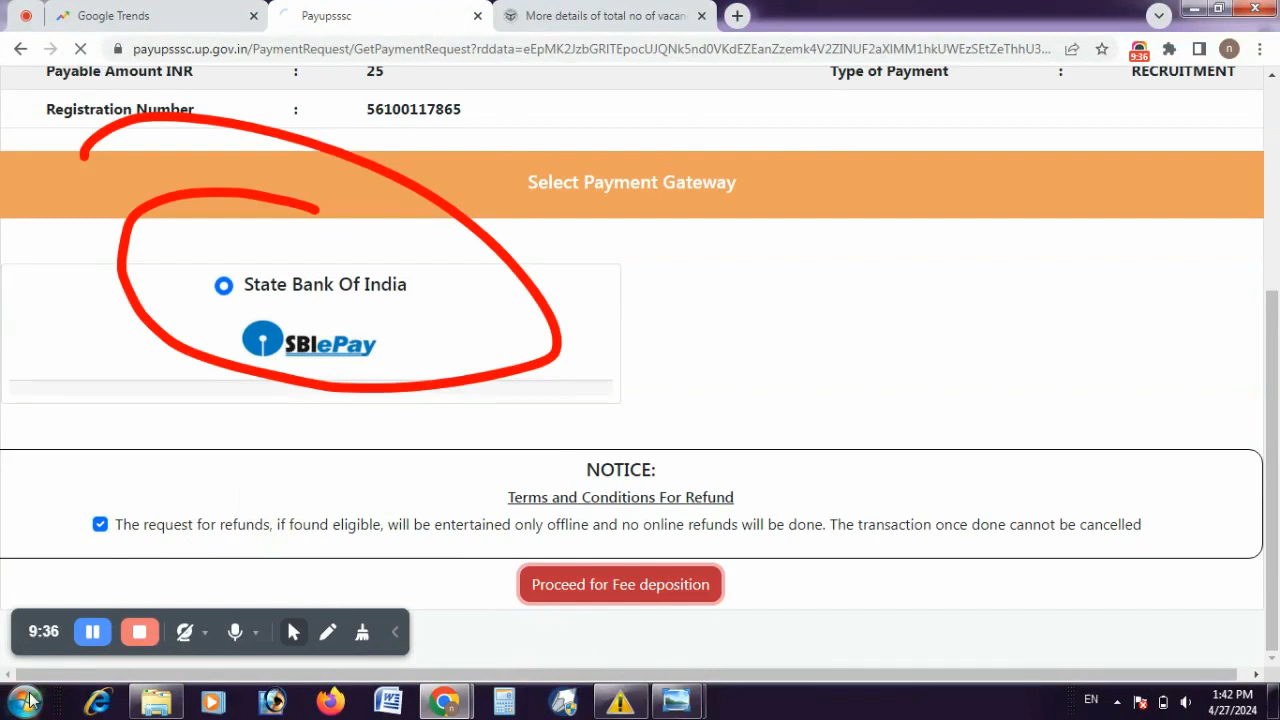 Google Trends
Payupsssc
More details of total no of vacan
payupsssc.up.gov.in/PaymentRequest/GetPaymentRequest?rddata=eEpMK2JzbGRITEpocUJQNk5nd0VKdEZEanZzemk4V2ZINUF2aXlMM1hkUWEzSEtZeThhU3...
9:36
n
Payable Amount INR : 25 Type of Payment : RECRUITMENT
Registration Number : 56100117865
Select Payment Gateway
State Bank Of India
SBIePay
NOTICE:
Terms and Conditions For Refund
The request for refunds, if found eligible, will be entertained only offline and no online refunds will be done. The transaction once done cannot be cancelled
Proceed for Fee deposition
9:36
EN
1:42 PM
4/27/2024